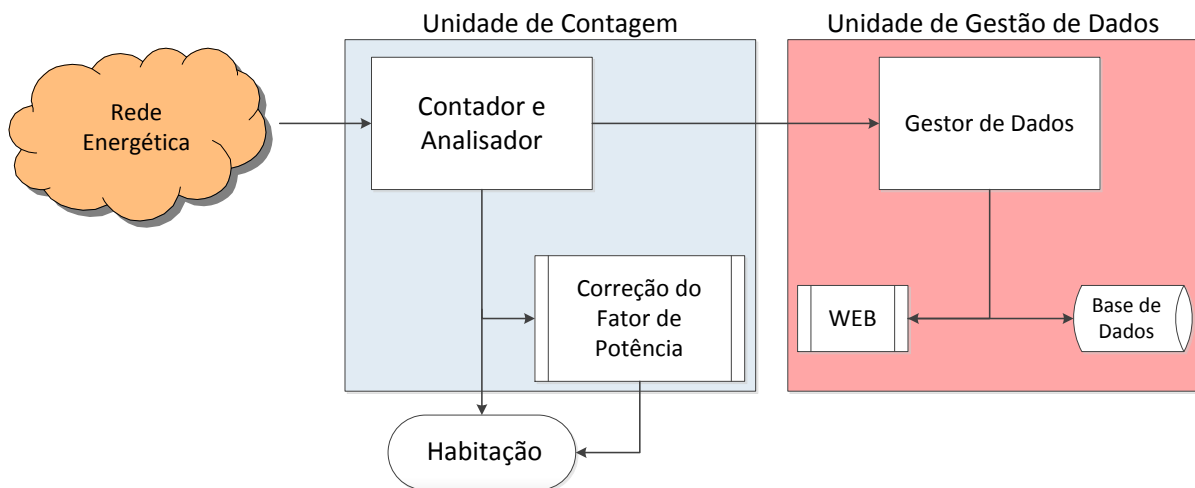 Unidade de Contagem
Unidade de Gestão de Dados
Rede
Energética
Contador e
Analisador
Gestor de Dados
Correção do
Fator de
Potência
WEB
Base de
Dados
Habitação